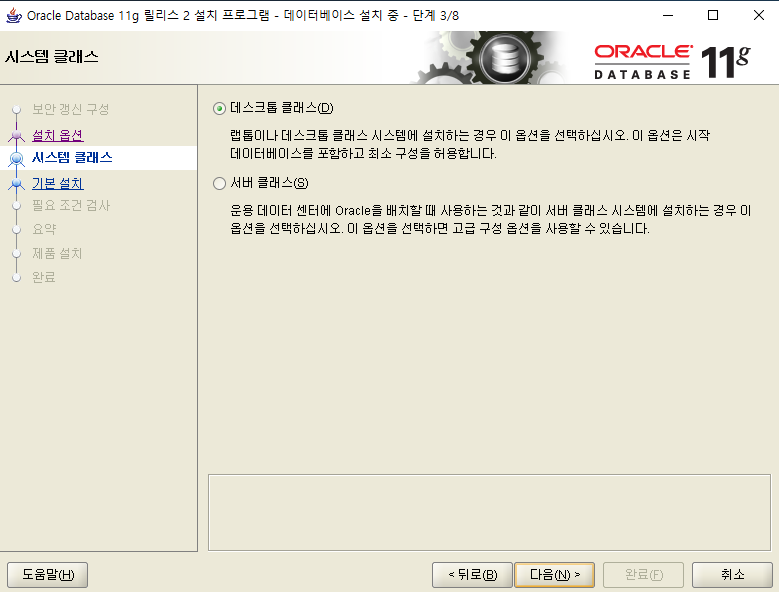 Oracle Database 11g 릴리스 2 설치 프로그램 - 데이터베이스 설치 중 - 단계 3/8
시스템 클래스
ORACLE
DATABASE 11g
보안 갱신 구성
설치 옵션
시스템 클래스
기본 설치
필요 조건 검사
요약
제품 설치
완료
데스크톱 클래스(D)
랩톱이나 데스크톱 클래스 시스템에 설치하는 경우 이 옵션을 선택하십시오. 이 옵션은 시작
데이터베이스를 포함하고 최소 구성을 허용합니다.
서버 클래스(S)
운용 데이터 센터에 Oracle을 배치할 때 사용하는 것과 같이 서버 클래스 시스템에 설치하는 경우 이
옵션을 선택하십시오. 이 옵션을 선택하면 고급 구성 옵션을 사용할 수 있습니다.
도움말(H)
< 뒤로(B) 다음(N) > 완료(F) 취소